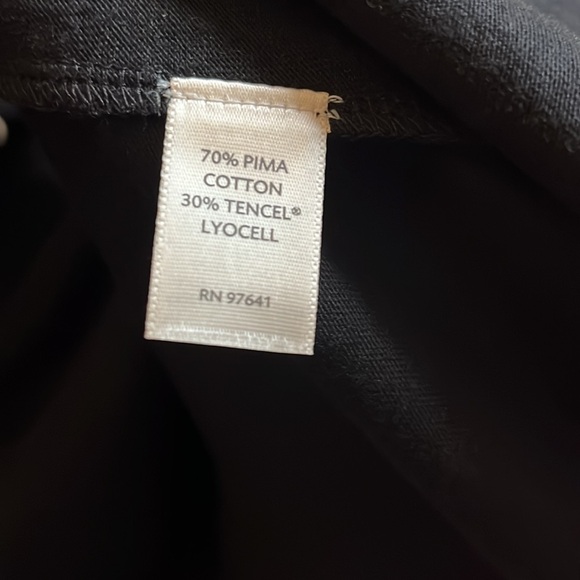 70% PIMA
COTTON
30% TENCEL®
LYOCELL
RN 97641